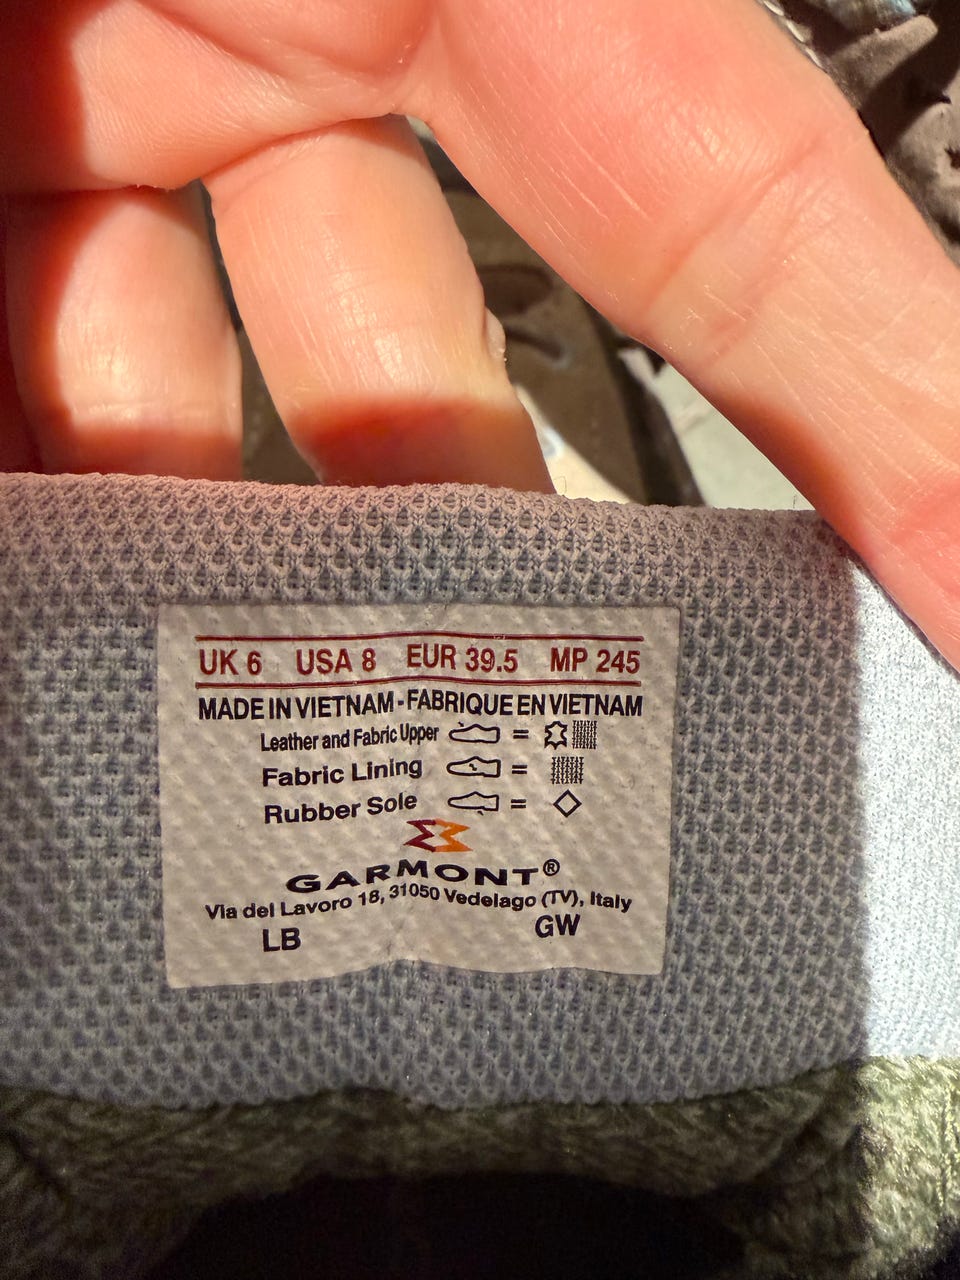 UK 6 USA 8 EUR 39.5 MP 245
MADE IN VIETNAM - FABRIQUE EN VIETNAM
Leather and Fabric Upper =
Fabric Lining =
Rubber Sole =
GARMONT®
Via del Lavoro 18, 31050 Vedelago (TV), Italy
LB GW